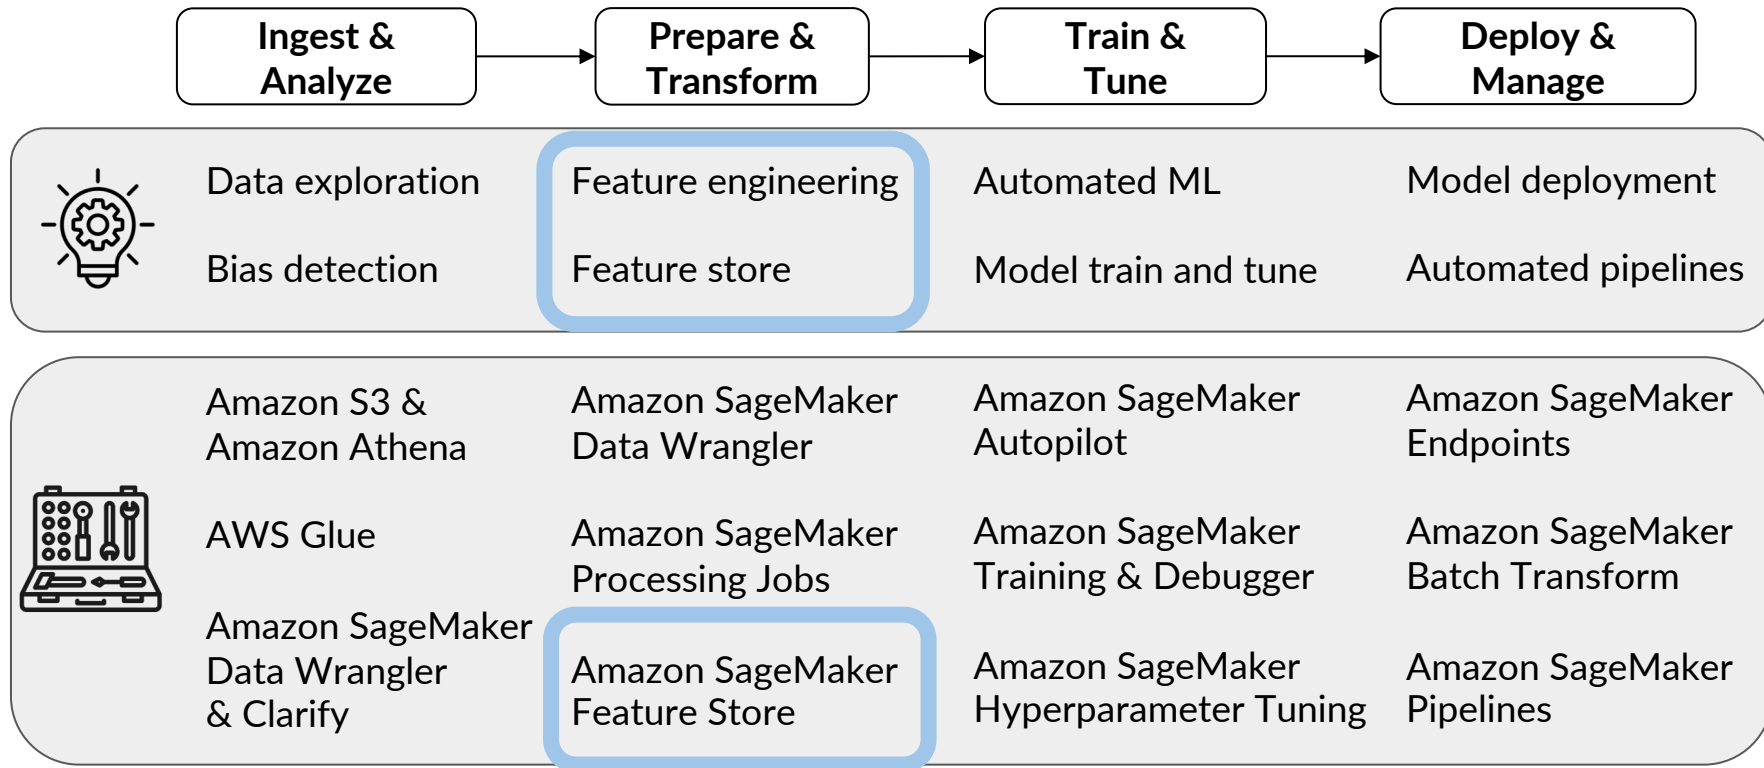 Ingest &
Analyze
Prepare &
Transform
Train &
Tune
Deploy &
Manage
Data exploration
Feature engineering
Automated ML
Model deployment
Bias detection
Feature store
Model train and tune
Automated pipelines
Amazon S3 &
Amazon Athena
Amazon SageMaker
Data Wrangler
Amazon SageMaker
Autopilot
Amazon SageMaker
Endpoints
AWS Glue
Amazon SageMaker
Processing Jobs
Amazon SageMaker
Training & Debugger
Amazon SageMaker
Batch Transform
Amazon SageMaker
Data Wrangler
& Clarify
Amazon SageMaker
Feature Store
Amazon SageMaker
Hyperparameter Tuning
Amazon SageMaker
Pipelines